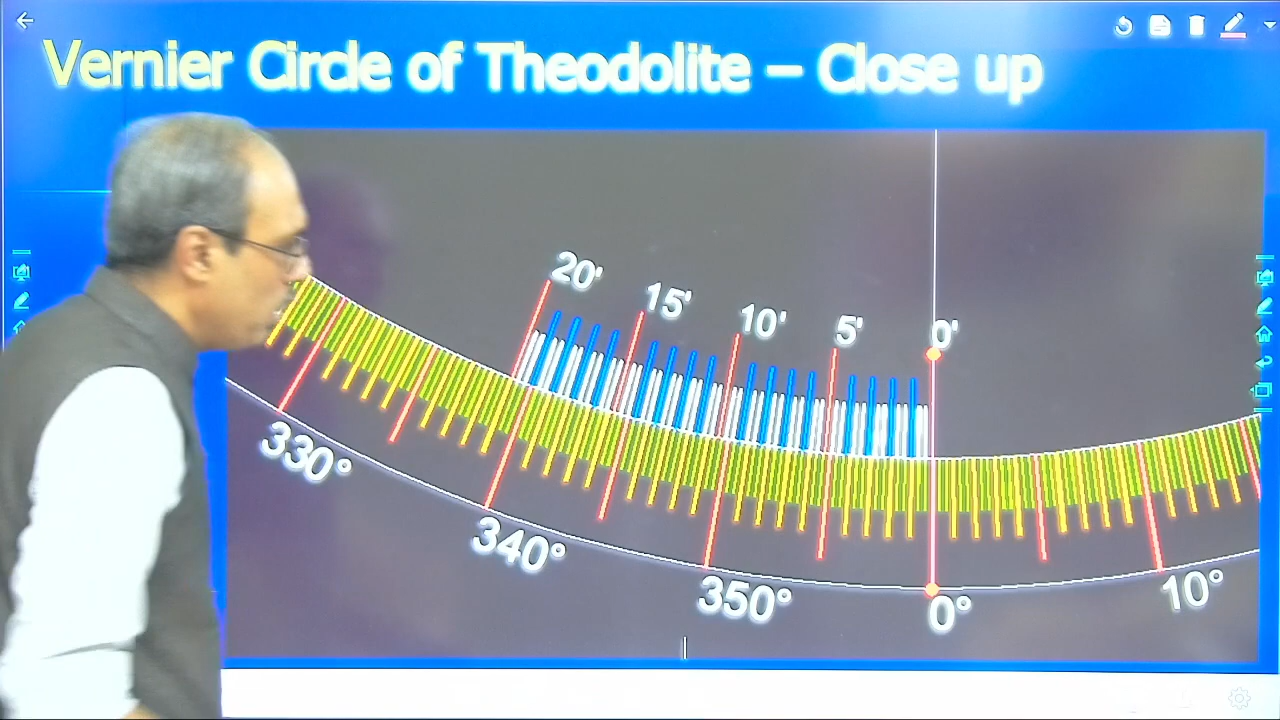 Vernier Circle of Theodolite – Close up
20' 15' 10' 5' 0'
330° 340° 350° 0° 10°